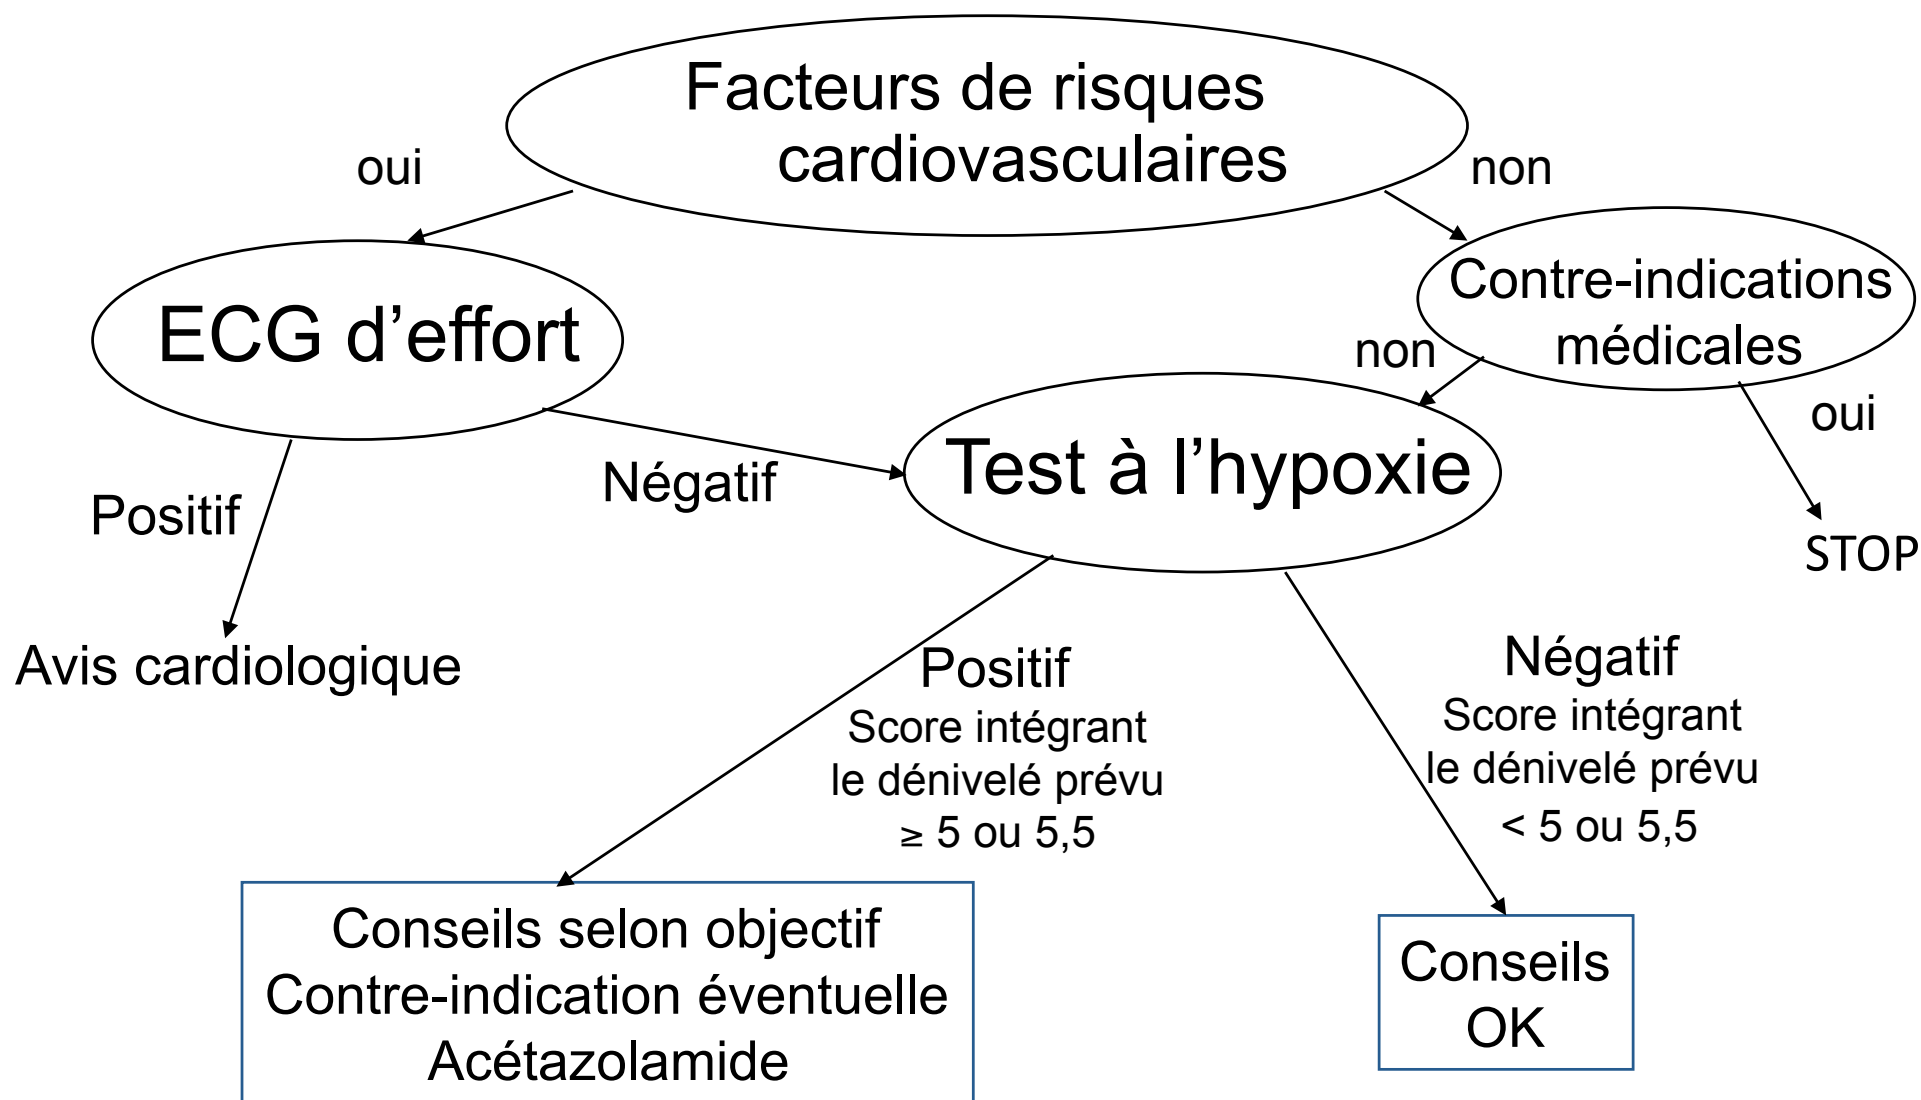 Facteurs de risques
cardiovasculaires
oui
non
ECG d’effort
Contre-indications
médicales
non
oui
Test à l’hypoxie
Négatif
Positif
STOP
Avis cardiologique
Positif
Score intégrant
le dénivelé prévu
≥ 5 ou 5,5
Négatif
Score intégrant
le dénivelé prévu
< 5 ou 5,5
Conseils selon objectif
Contre-indication éventuelle
Acétazolamide
Conseils
OK